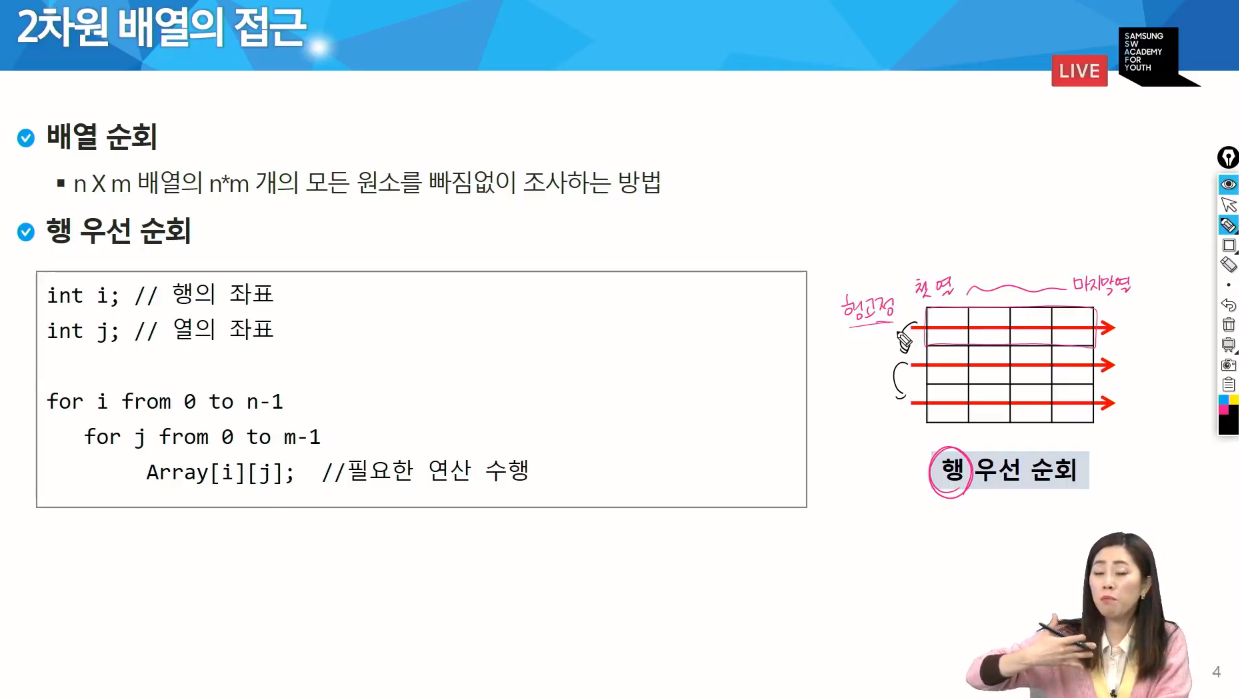 2차원 배열의 접근
SAMSUNG
SW
ACADEMY
FOR
YOUTH
LIVE
배열 순회
▪ n X m 배열의 n*m 개의 모든 원소를 빠짐없이 조사하는 방법
행 우선 순회
int i; // 행의 좌표
int j; // 열의 좌표
for i from 0 to n-1
for j from 0 to m-1
Array[i][j]; //필요한 연산 수행
첫 열
마지막열
행고정
행 우선 순회
4